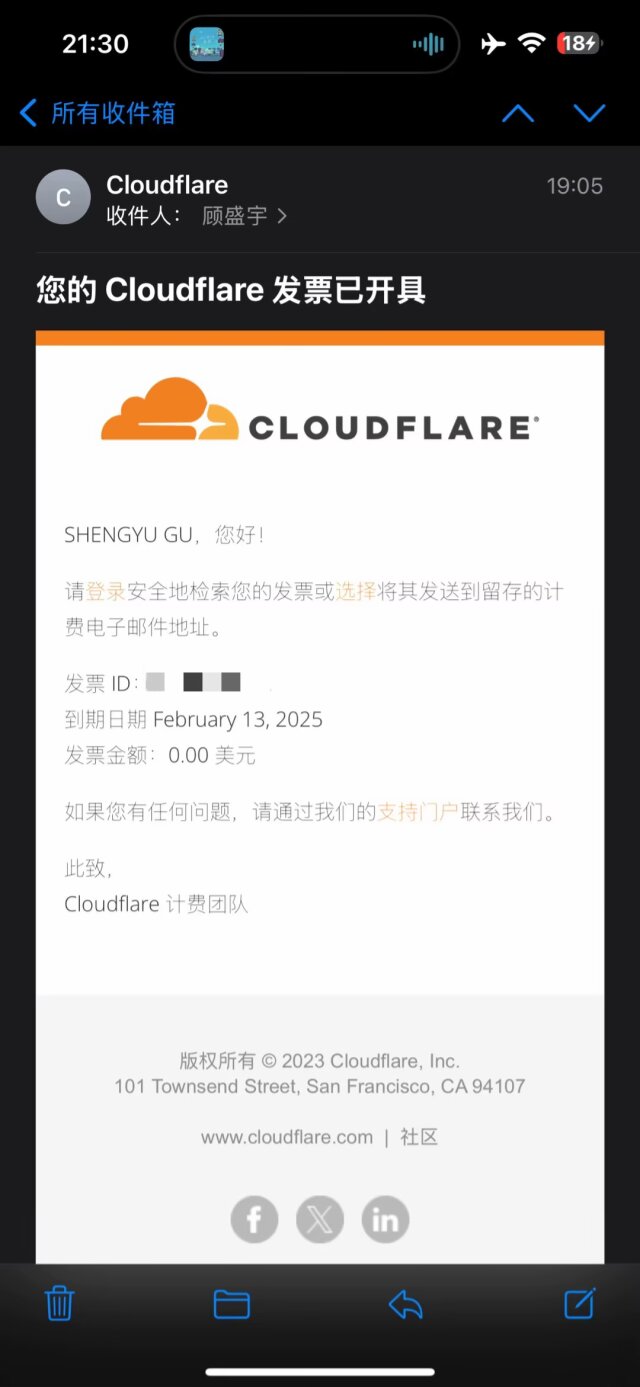 21:30
18
所有收件箱
C
Cloudflare
19:05
收件人： 顾盛宇
您的 Cloudflare 发票已开具
CLOUDFLARE®
SHENGYU GU，您好！
请登录安全地检索您的发票或选择将其发送到留存的计
费电子邮件地址。
发票 ID：
到期日期 February 13, 2025
发票金额：0.00 美元
如果您有任何问题，请通过我们的支持门户联系我们。
此致，
Cloudflare 计费团队
版权所有 © 2023 Cloudflare, Inc.
101 Townsend Street, San Francisco, CA 94107
www.cloudflare.com | 社区